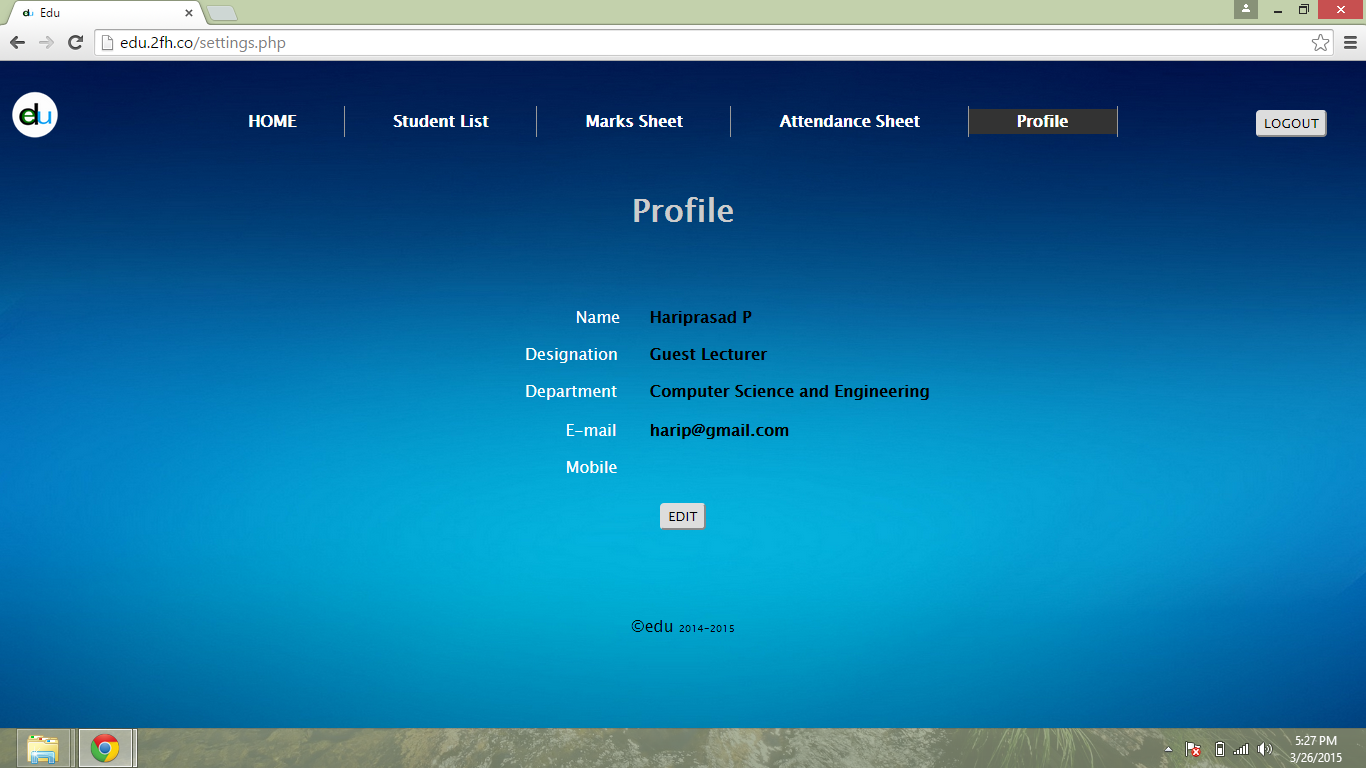 Edu
edu.2fh.co/settings.php
edu
HOME Student List Marks Sheet Attendance Sheet Profile LOGOUT
Profile
Name Hariprasad P
Designation Guest Lecturer
Department Computer Science and Engineering
E-mail harip@gmail.com
Mobile
EDIT
©edu 2014-2015
5:27 PM
3/26/2015